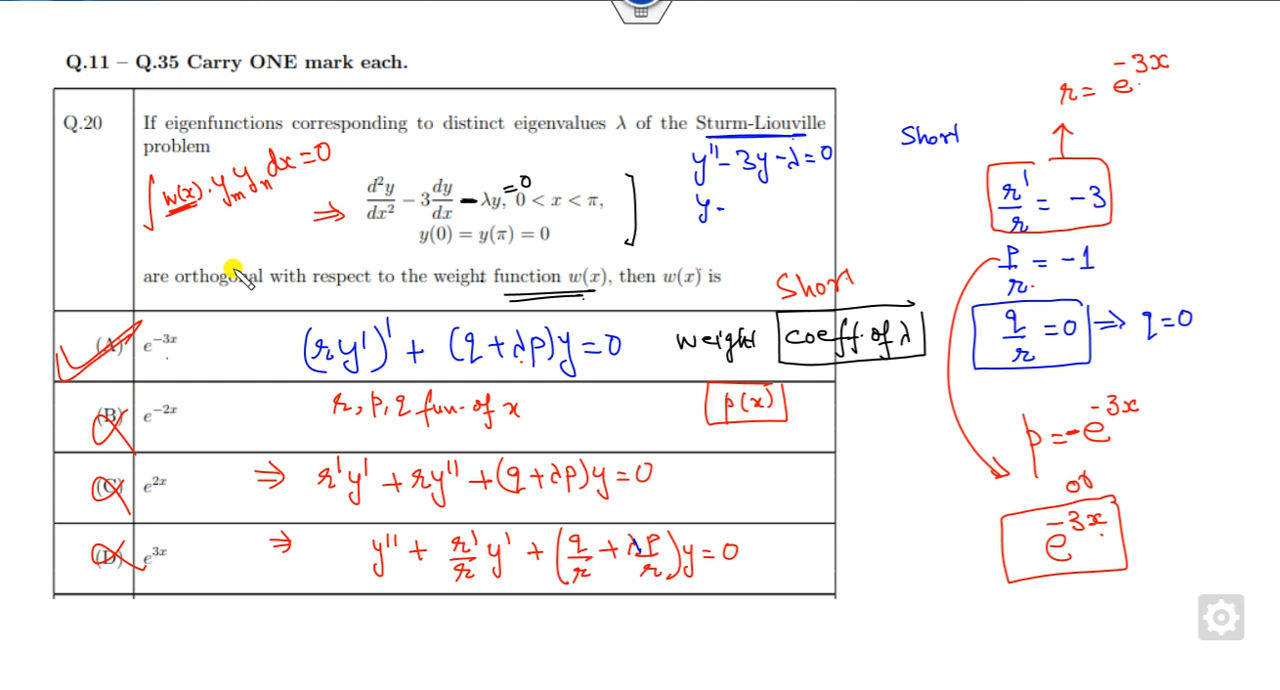 Q.11 – Q.35 Carry ONE mark each.
Q.20 If eigenfunctions corresponding to distinct eigenvalues λ of the Sturm-Liouville
problem
∫ w(x). yₘ yₙ dx = 0
⇒ d²y/dx² − 3 dy/dx − λy, =0 0 < x < π,
y(0) = y(π) = 0
are orthogonal with respect to the weight function w(x), then w(x) is
y'' - 3y - λ = 0
y -
(A) e^{−3x}
(ry')' + (q + λp)y = 0 weight coeff. of λ
Short
(B) e^{−2x}
r, p, q fun. of x p(x)
(C) e^{2x}
⇒ r'y' + ry'' + (q + λp)y = 0
(D) e^{3x}
⇒ y'' + r'/r y' + (q/r + λp/r)y = 0
Short
r = e^{-3x}
r'/r = -3
p/r = -1
q/r = 0 ⇒ q = 0
p = -e^{-3x}
or
e^{-3x}